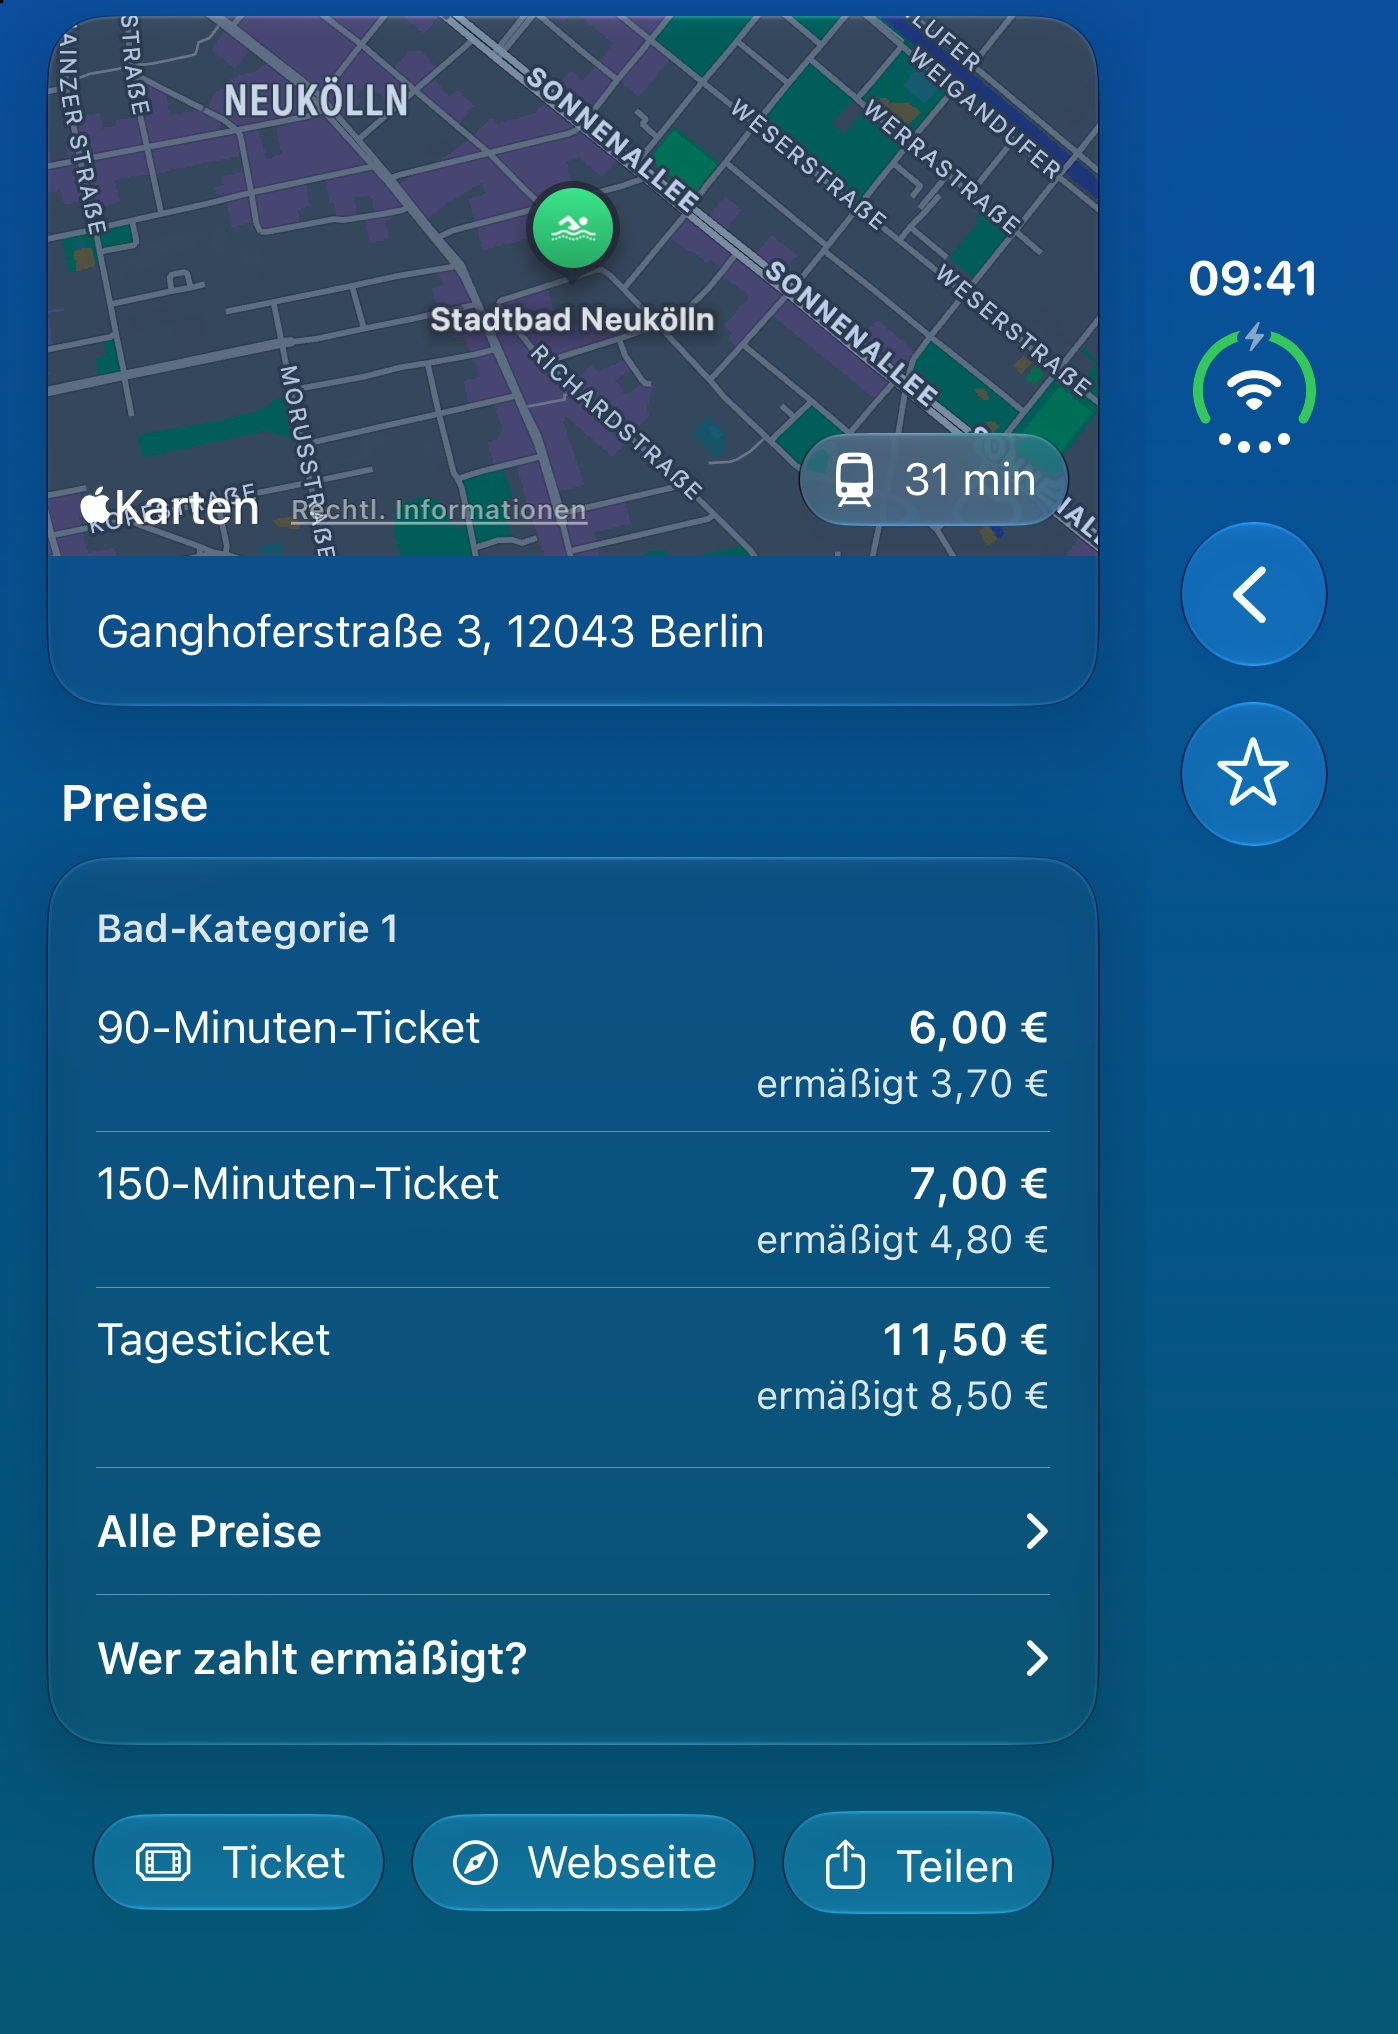 AINZER STRAßE
STRAßE
NEUKÖLLN
SONNENALLEE
WESERSTRAßE
WERRASTRAßE
WEIGANDUFER
09:41
Stadtbad Neukölln
SONNENALLEE
WESERSTRAßE
RICHARDSTRAßE
MORUSSTRAßE
Karten
Rechtl. Informationen
31 min
Ganghoferstraße 3, 12043 Berlin
Preise
Bad-Kategorie 1
90-Minuten-Ticket
6,00 €
ermäßigt 3,70 €
150-Minuten-Ticket
7,00 €
ermäßigt 4,80 €
Tagesticket
11,50 €
ermäßigt 8,50 €
Alle Preise
Wer zahlt ermäßigt?
Ticket
Webseite
Teilen